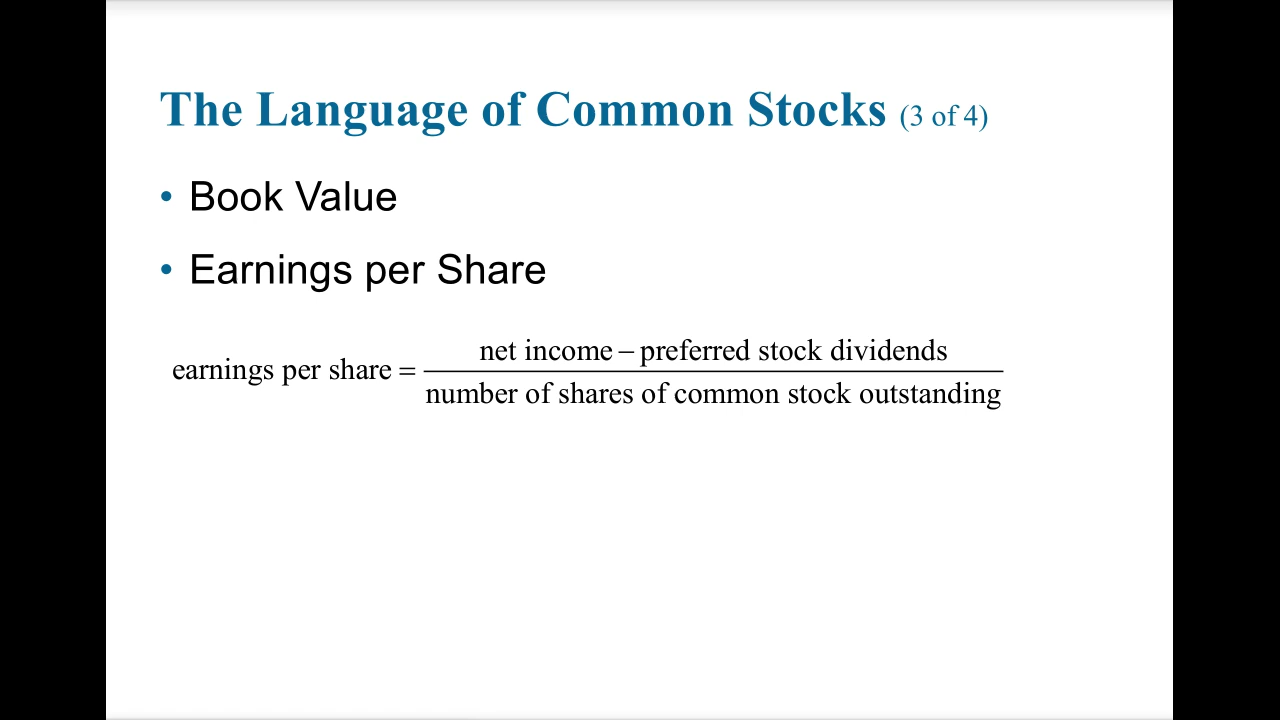 The Language of Common Stocks (3 of 4)
• Book Value
• Earnings per Share
net income – preferred stock dividends
earnings per share =
number of shares of common stock outstanding